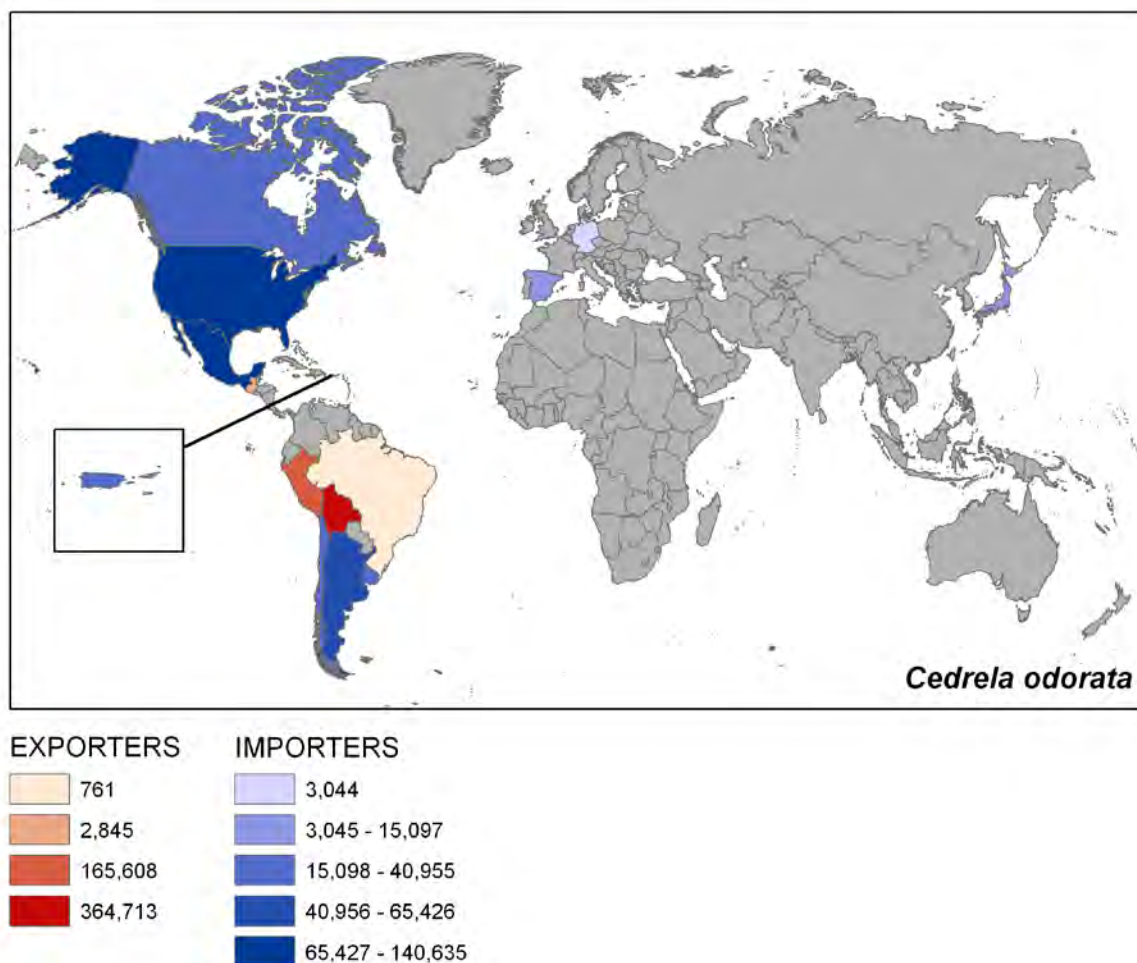 Cedrela odorata
EXPORTERS
761
2,845
165,608
364,713
IMPORTERS
3,044
3,045 - 15,097
15,098 - 40,955
40,956 - 65,426
65,427 - 140,635